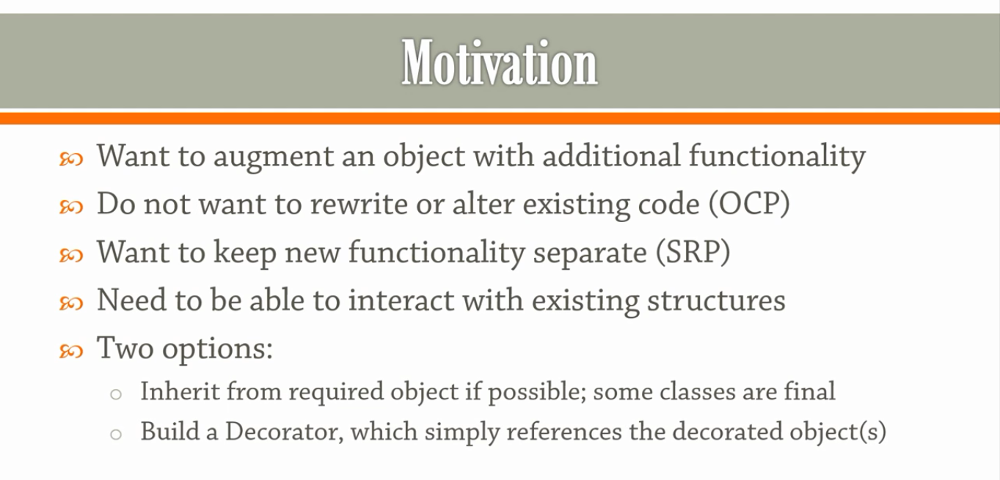 Motivation
Want to augment an object with additional functionality
Do not want to rewrite or alter existing code (OCP)
Want to keep new functionality separate (SRP)
Need to be able to interact with existing structures
Two options:
Inherit from required object if possible; some classes are final
Build a Decorator, which simply references the decorated object(s)